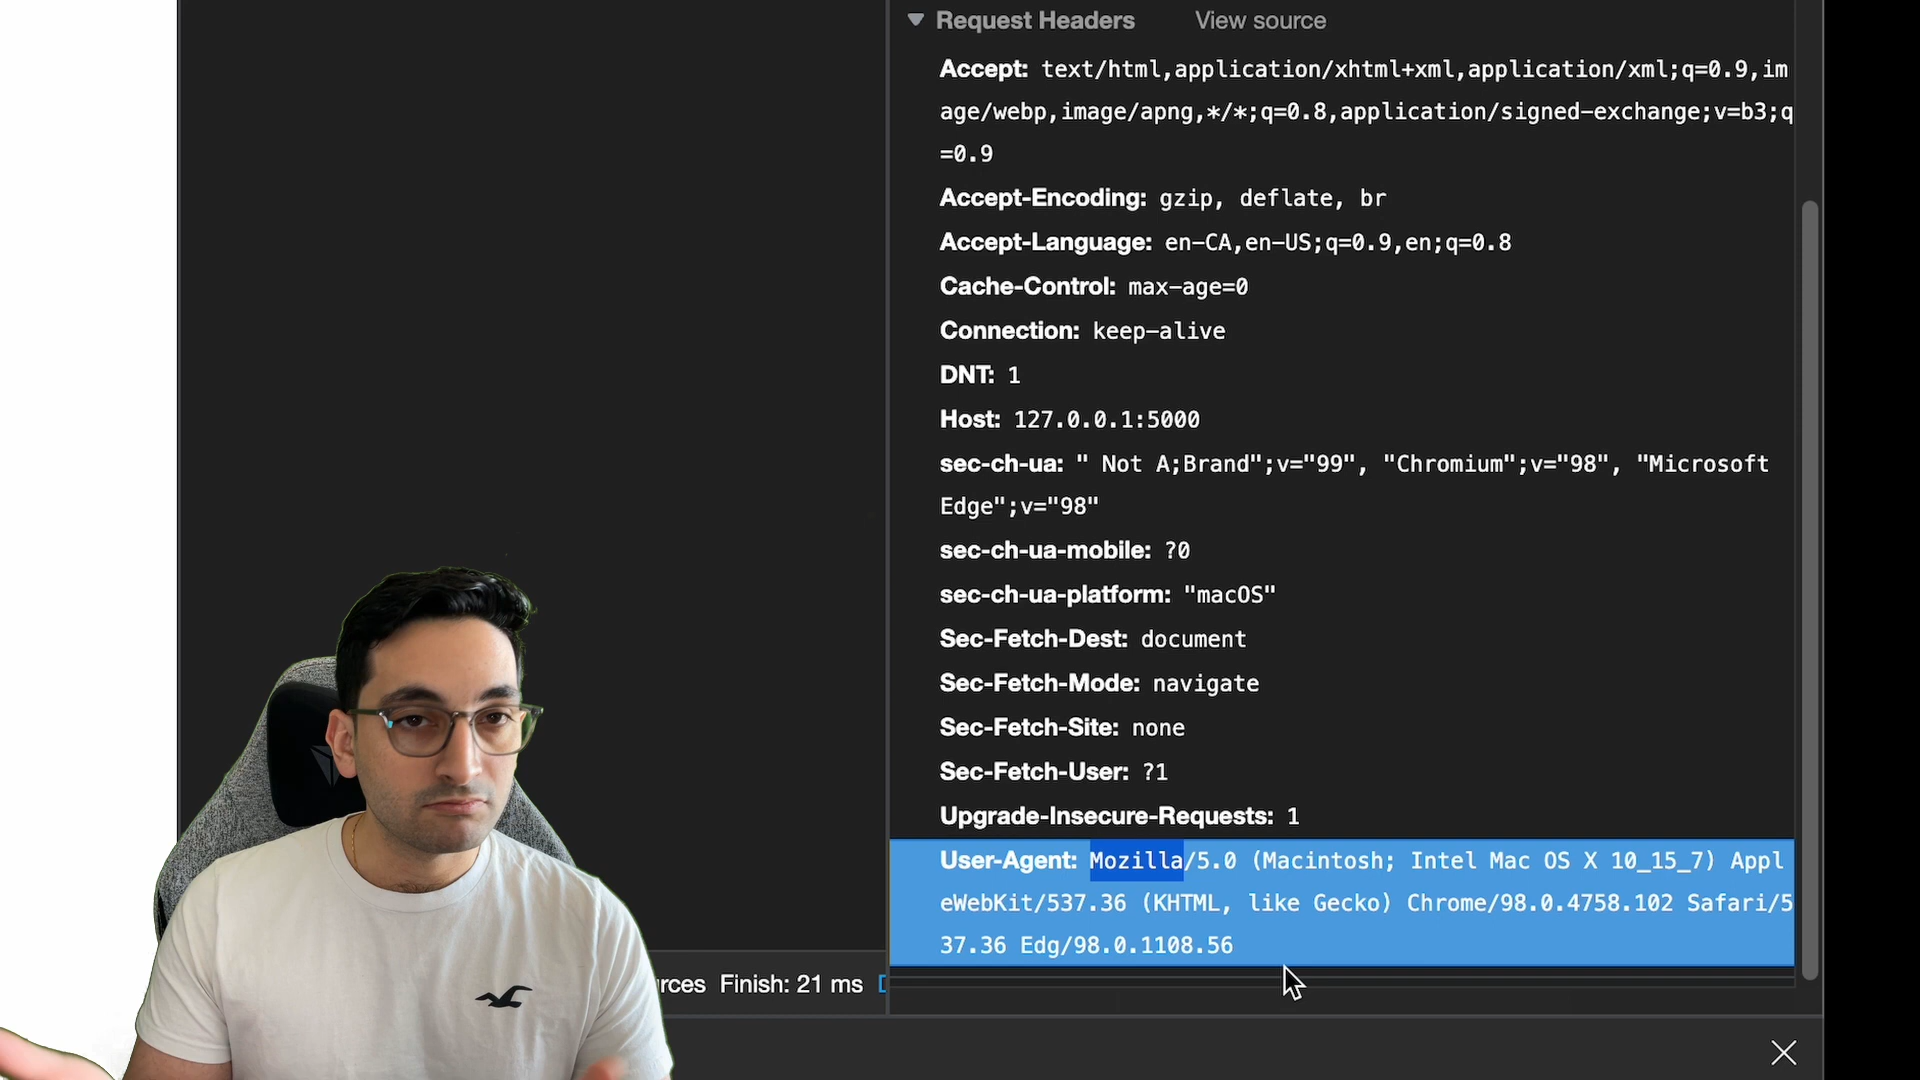 Request Headers View source
Accept: text/html,application/xhtml+xml,application/xml;q=0.9,im
age/webp,image/apng,*/*;q=0.8,application/signed-exchange;v=b3;q
=0.9
Accept-Encoding: gzip, deflate, br
Accept-Language: en-CA,en-US;q=0.9,en;q=0.8
Cache-Control: max-age=0
Connection: keep-alive
DNT: 1
Host: 127.0.0.1:5000
sec-ch-ua: " Not A;Brand";v="99", "Chromium";v="98", "Microsoft
Edge";v="98"
sec-ch-ua-mobile: ?0
sec-ch-ua-platform: "macOS"
Sec-Fetch-Dest: document
Sec-Fetch-Mode: navigate
Sec-Fetch-Site: none
Sec-Fetch-User: ?1
Upgrade-Insecure-Requests: 1
User-Agent: Mozilla/5.0 (Macintosh; Intel Mac OS X 10_15_7) Appl
eWebKit/537.36 (KHTML, like Gecko) Chrome/98.0.4758.102 Safari/5
37.36 Edg/98.0.1108.56
rces Finish: 21 ms